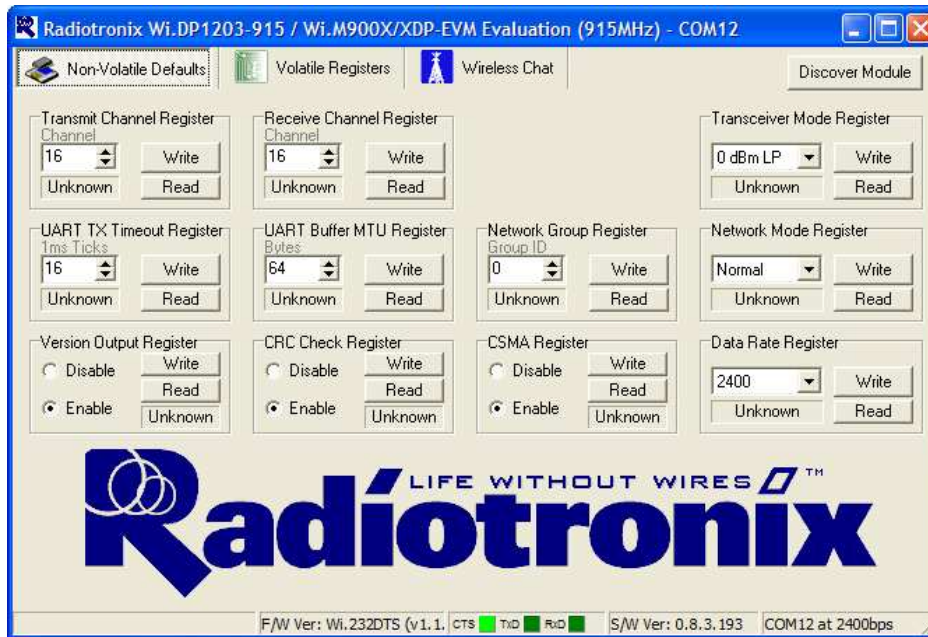 Radiotronix Wi.DP1203-915 / Wi.M900X/XDP-EVM Evaluation (915MHz) - COM12
Non-Volatile Defaults Volatile Registers Wireless Chat Discover Module
Transmit Channel Register Receive Channel Register Transceiver Mode Register
Channel Channel
16 Write 16 Write 0 dBm LP Write
Unknown Read Unknown Read Unknown Read
UART TX Timeout Register UART Buffer MTU Register Network Group Register Network Mode Register
1ms Ticks Bytes Group ID
16 Write 64 Write 0 Write Normal Write
Unknown Read Unknown Read Unknown Read Unknown Read
Version Output Register CRC Check Register CSMA Register Data Rate Register
Disable Write Disable Write Disable Write
Read Read Read 2400 Write
Enable Unknown Enable Unknown Enable Unknown Unknown Read
LIFE WITHOUT WIRES TM
Radiotronix
F/W Ver: Wi.232DTS (v1.1. CTS TxD RxD S/W Ver: 0.8.3.193 COM12 at 2400bps